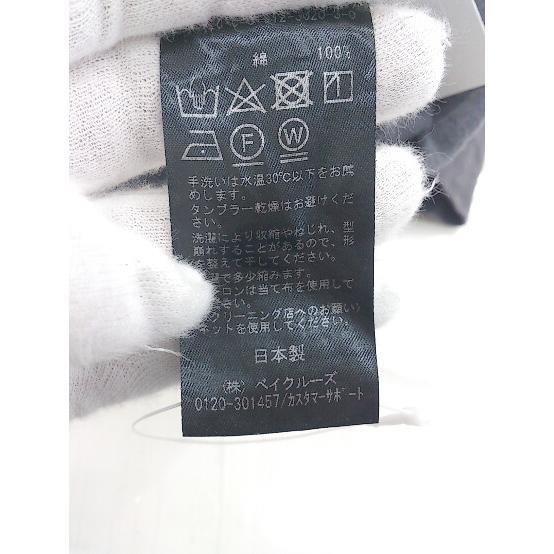 綿 100%
F W
手洗いは水温30℃以下をお薦
めします。
タンブラー乾燥はお避けくださ
い。
洗濯により収縮やねじれ、型
崩れすることがあるので、形
を整えて干してください。
で多少縮みます。
ロンは当て布を使用して
クリーニング店へのお願い〉
ネットを使用してください。
日本製
（株）ベイクルーズ
0120-301457/カスタマーサポート